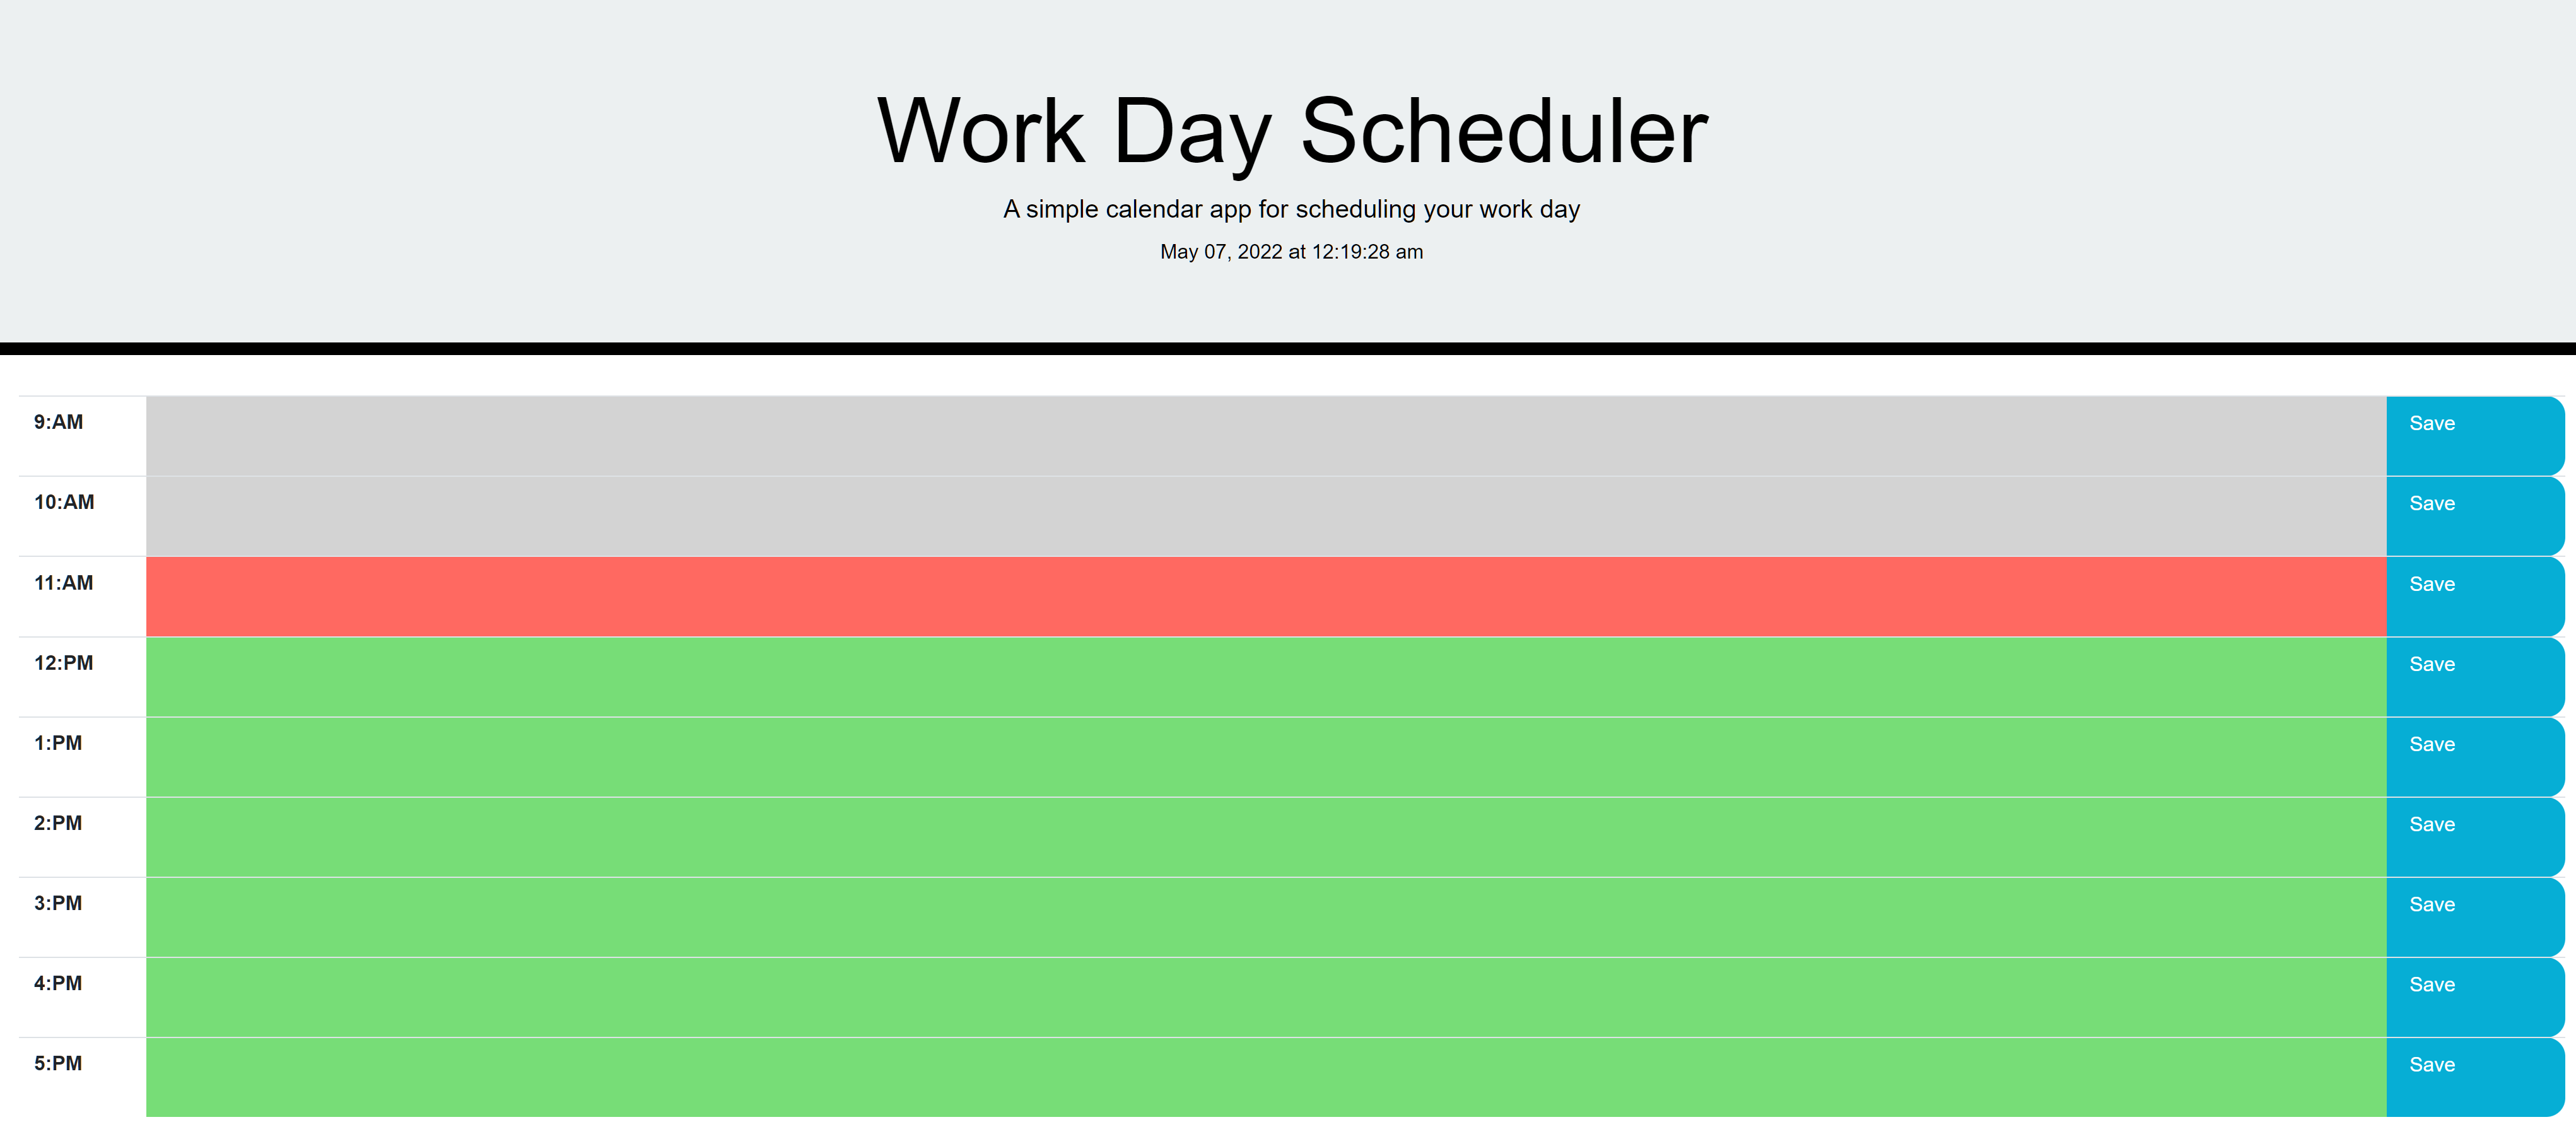 Work Day Scheduler
A simple calendar app for scheduling your work day
May 07, 2022 at 12:19:28 am
9:AM Save
10:AM Save
11:AM Save
12:PM Save
1:PM Save
2:PM Save
3:PM Save
4:PM Save
5:PM Save